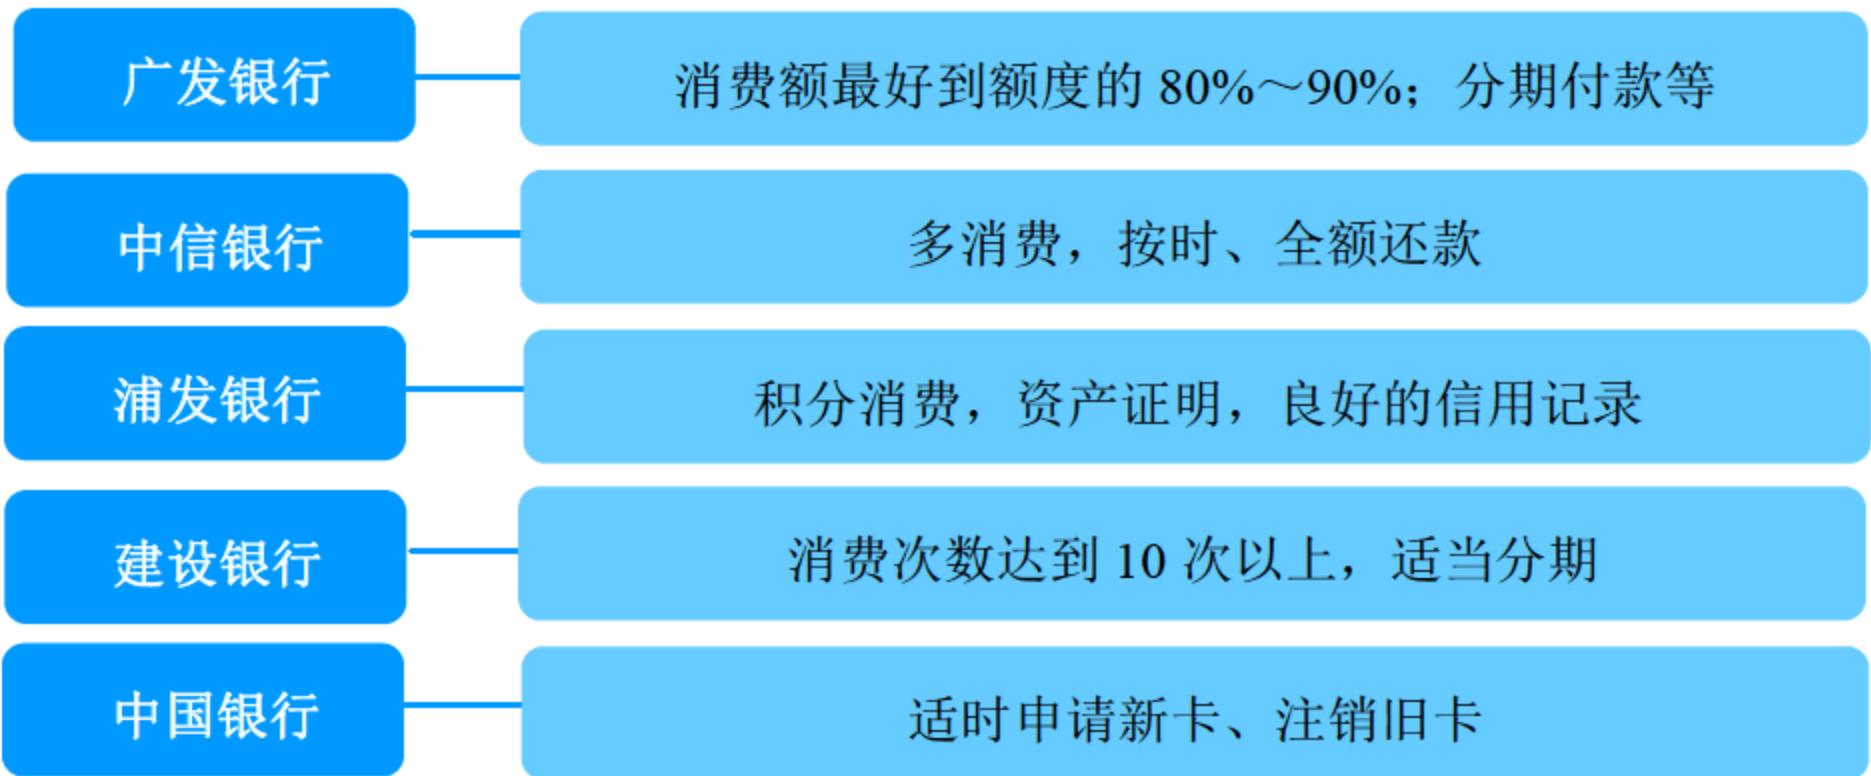 广发银行
消费额最好到额度的 80%～90%；分期付款等
中信银行
多消费，按时、全额还款
浦发银行
积分消费，资产证明，良好的信用记录
建设银行
消费次数达到 10 次以上，适当分期
中国银行
适时申请新卡、注销旧卡